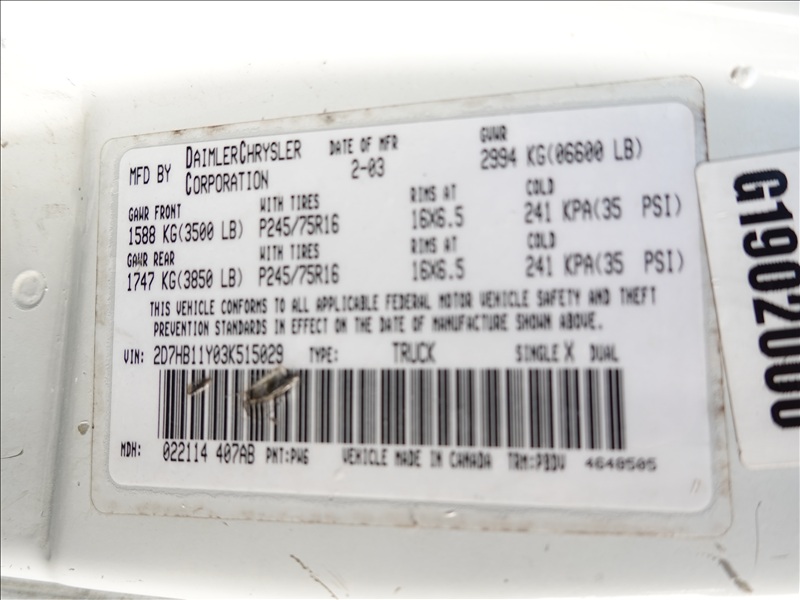 MFD BY DAIMLERCHRYSLER CORPORATION
DATE OF MFR 2-03
GVWR 2994 KG(06600 LB)
GAWR FRONT WITH TIRES RIMS AT COLD
1588 KG(3500 LB) P245/75R16 16X6.5 241 KPA(35 PSI)
GAWR REAR WITH TIRES RIMS AT COLD
1747 KG(3850 LB) P245/75R16 16X6.5 241 KPA(35 PSI)
THIS VEHICLE CONFORMS TO ALL APPLICABLE FEDERAL MOTOR VEHICLE SAFETY AND THEFT
PREVENTION STANDARDS IN EFFECT ON THE DATE OF MANUFACTURE SHOWN ABOVE.
VIN: 2D7HB11Y03K515029 TYPE: TRUCK SINGLE X DUAL
MDH: 022114 407AB PNT:PW6 VEHICLE MADE IN CANADA TRM:PBDV 4648505